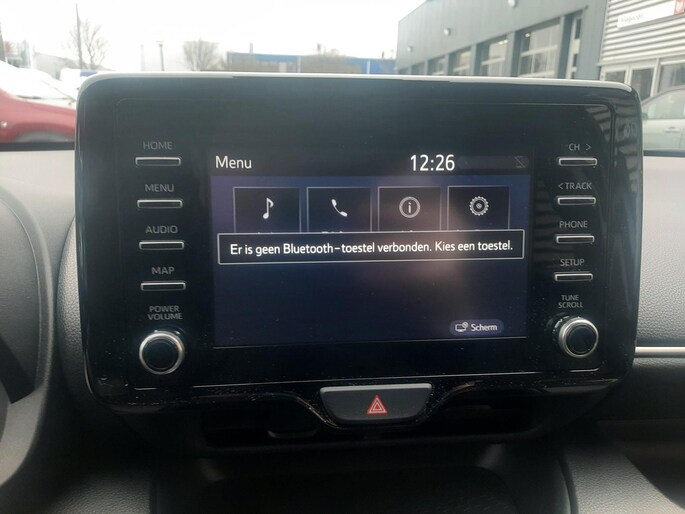 HOME
MENU
AUDIO
MAP
POWER
VOLUME
Menu
12:26
Er is geen Bluetooth-toestel verbonden. Kies een toestel.
Scherm
CH >
< TRACK
PHONE
SETUP
TUNE
SCROLL